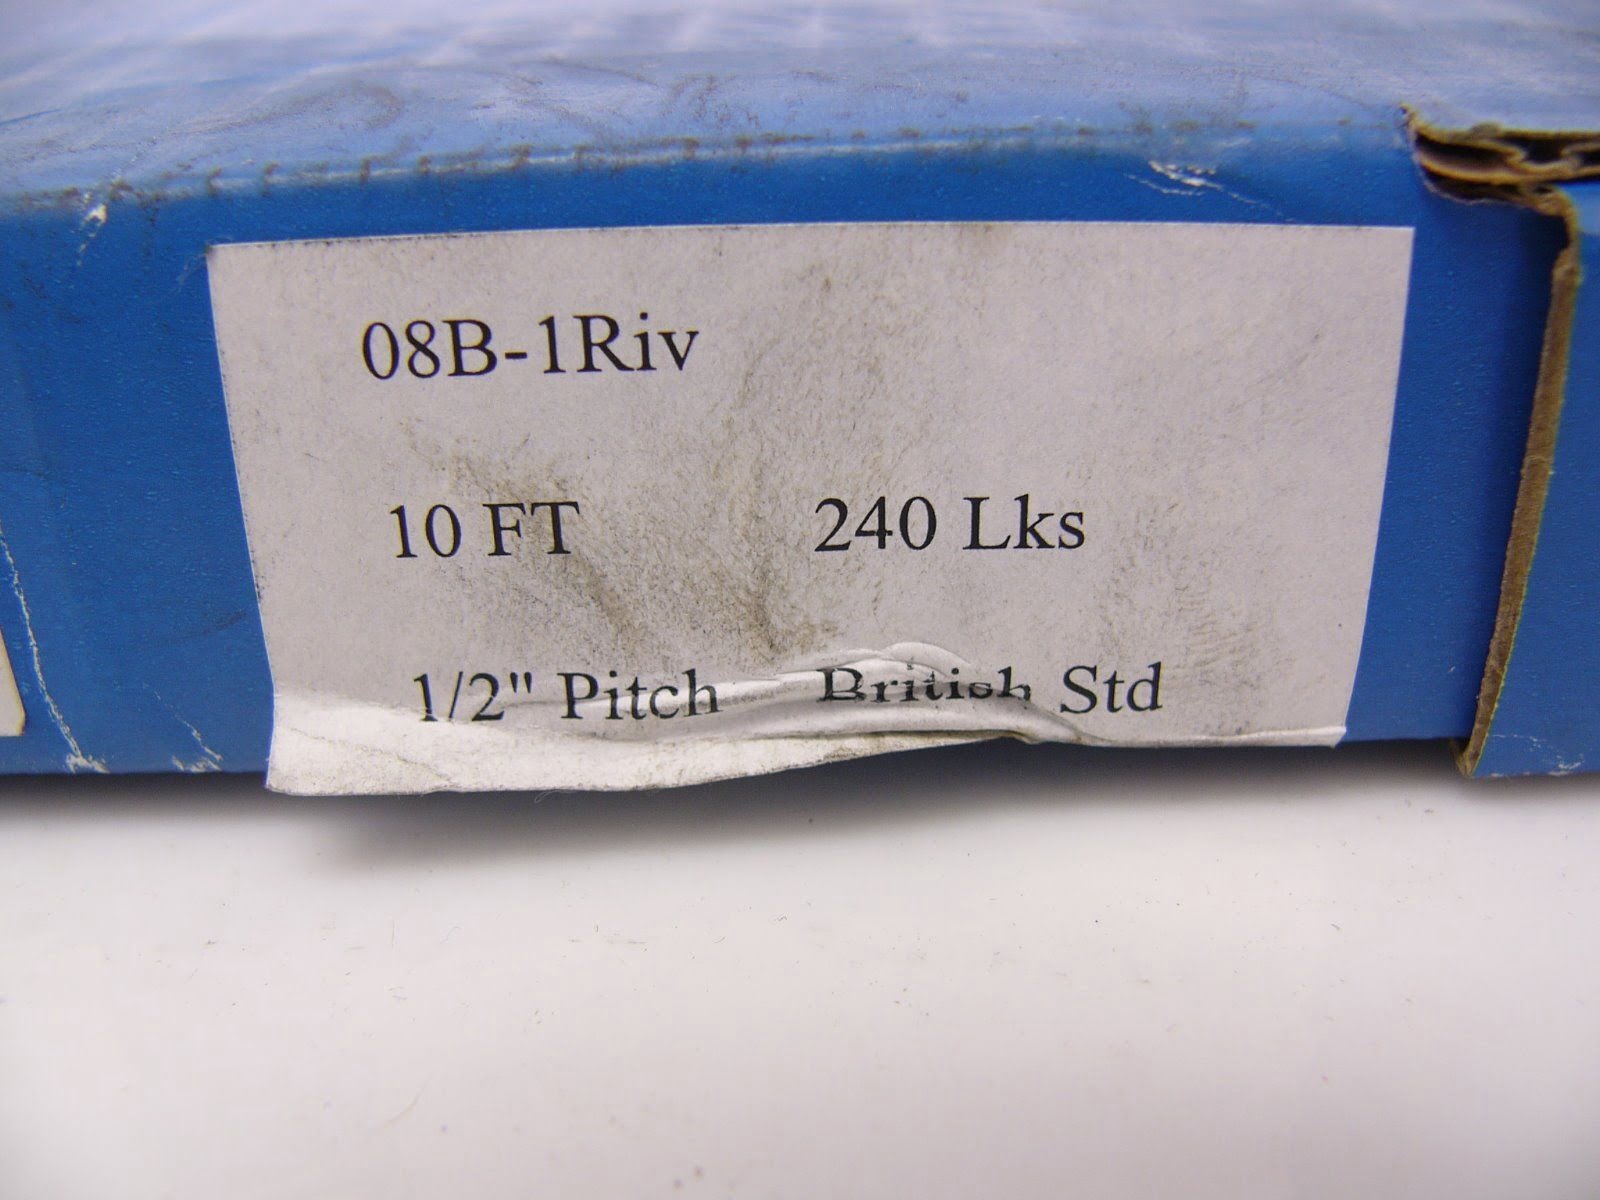 08B-1Riv
10 FT 240 Lks
1/2" Pitch British Std